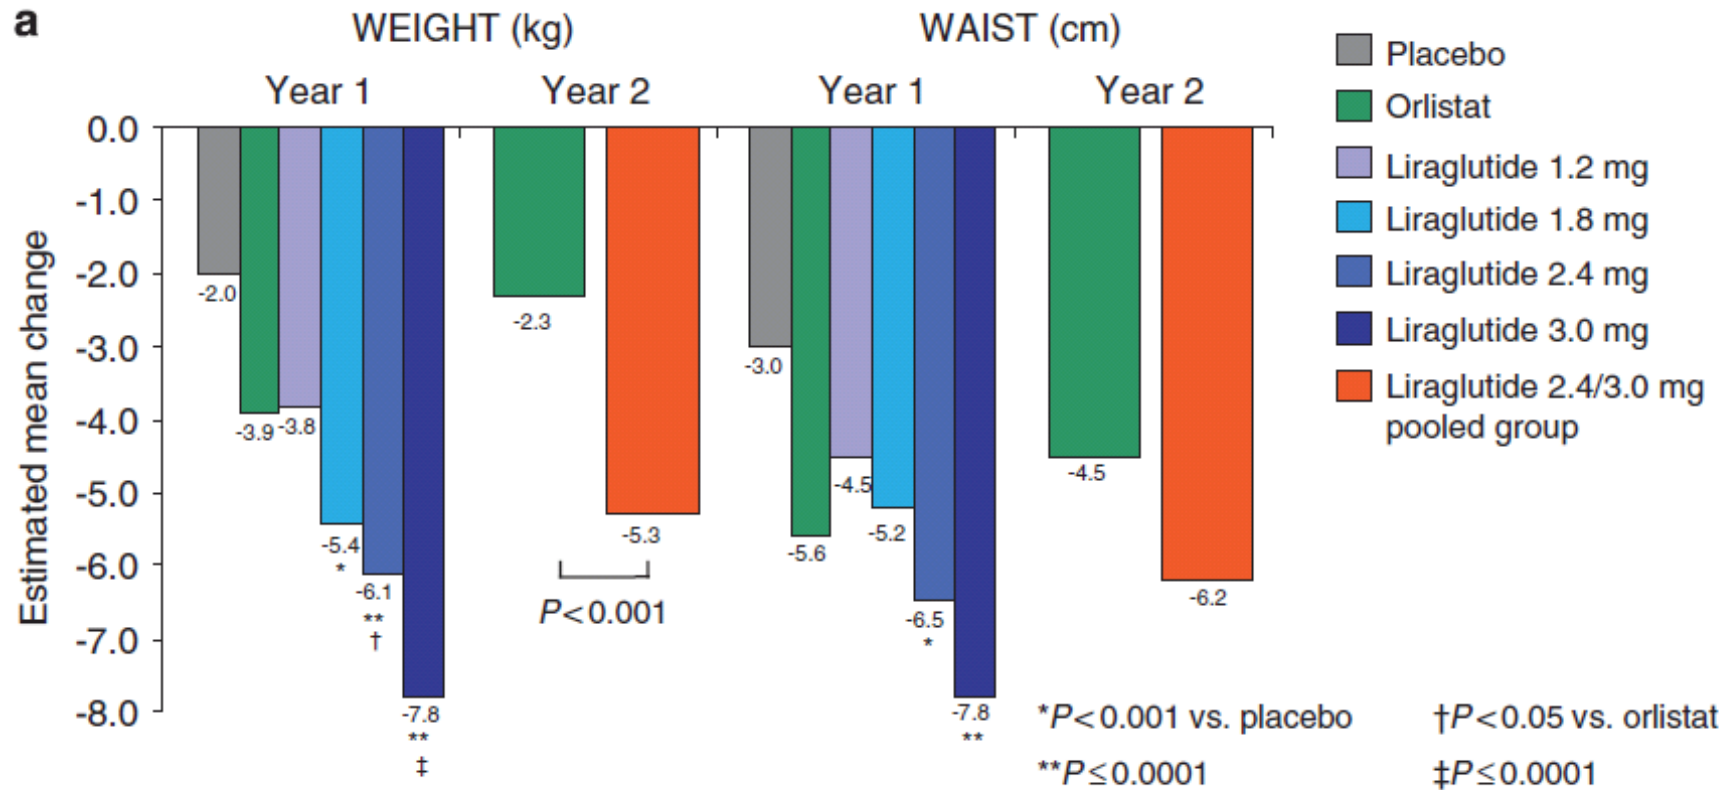 a
WEIGHT (kg)
WAIST (cm)
Year 1
Year 2
Year 1
Year 2
Estimated mean change
0.0
-1.0
-2.0
-3.0
-4.0
-5.0
-6.0
-7.0
-8.0
-2.0
-3.9
-3.8
-5.4
*
-6.1
**
†
-7.8
**
‡
-2.3
-5.3
P<0.001
-3.0
-5.6
-4.5
-5.2
-6.5
*
-7.8
**
-4.5
-6.2
Placebo
Orlistat
Liraglutide 1.2 mg
Liraglutide 1.8 mg
Liraglutide 2.4 mg
Liraglutide 3.0 mg
Liraglutide 2.4/3.0 mg
pooled group
*P<0.001 vs. placebo
†P<0.05 vs. orlistat
**P≤0.0001
‡P≤0.0001